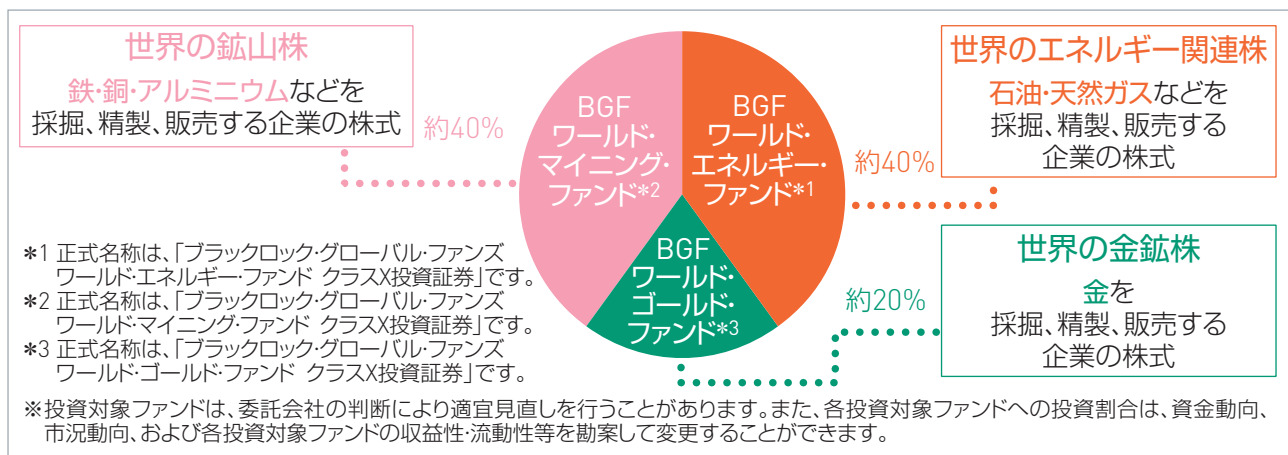 世界の鉱山株
鉄・銅・アルミニウムなどを
採掘、精製、販売する企業の株式
約40%
BGF
ワールド・
マイニング・
ファンド*2
BGF
ワールド・
エネルギー・
ファンド*1
約40%
世界のエネルギー関連株
石油・天然ガスなどを
採掘、精製、販売する
企業の株式
BGF
ワールド・
ゴールド・
ファンド*3
約20%
世界の金鉱株
金を
採掘、精製、販売する
企業の株式
*1 正式名称は、「ブラックロック・グローバル・ファンズ
ワールド・エネルギー・ファンド クラスX投資証券」です。
*2 正式名称は、「ブラックロック・グローバル・ファンズ
ワールド・マイニング・ファンド クラスX投資証券」です。
*3 正式名称は、「ブラックロック・グローバル・ファンズ
ワールド・ゴールド・ファンド クラスX投資証券」です。
※投資対象ファンドは、委託会社の判断により適宜見直しを行うことがあります。また、各投資対象ファンドへの投資割合は、資金動向、
市況動向、および各投資対象ファンドの収益性・流動性等を勘案して変更することができます。